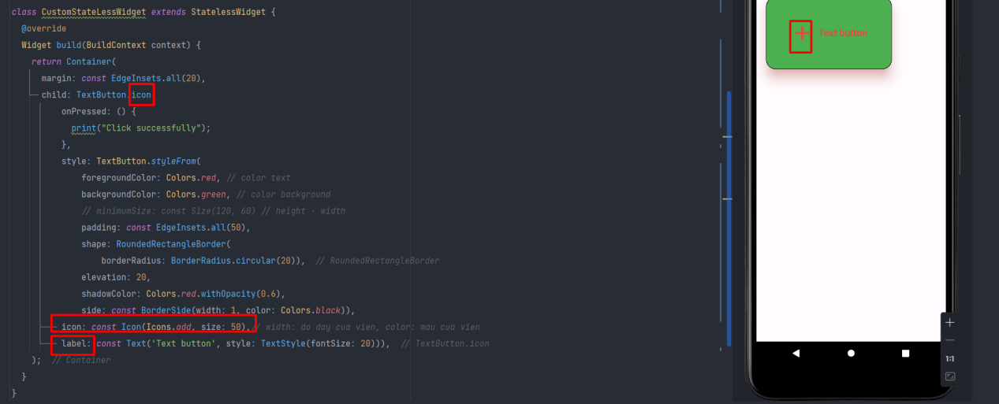 class CustomStateLessWidget extends StatelessWidget {
@override
Widget build(BuildContext context) {
return Container(
margin: const EdgeInsets.all(20),
child: TextButton.icon(
onPressed: () {
print("Click successfully");
},
style: TextButton.styleFrom(
foregroundColor: Colors.red, // color text
backgroundColor: Colors.green, // color background
// minimumSize: const Size(120, 60) // height - width
padding: const EdgeInsets.all(50),
shape: RoundedRectangleBorder(
borderRadius: BorderRadius.circular(20)), // RoundedRectangleBorder
elevation: 20,
shadowColor: Colors.red.withOpacity(0.6),
side: const BorderSide(width: 1, color: Colors.black)),
icon: const Icon(Icons.add, size: 50),// width: do day cua vien, color: mau cua vien
label: const Text('Text button', style: TextStyle(fontSize: 20))), // TextButton.icon
); // Container
}
}
Text button
1:1